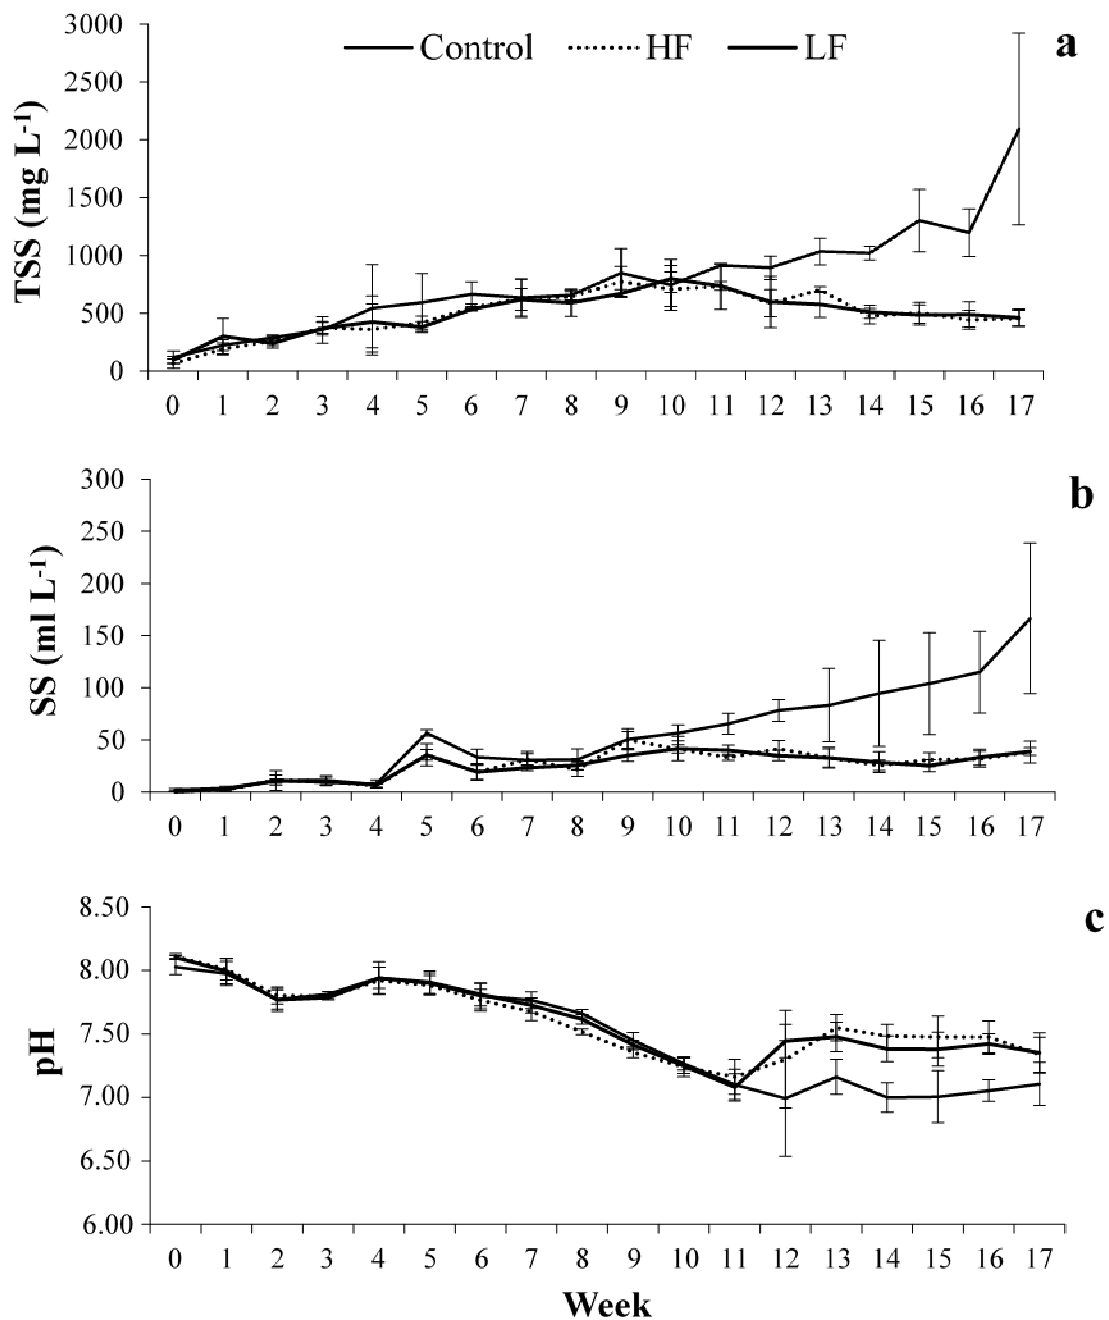 Control HF LF
a
TSS (mg L⁻¹)
3000
2500
2000
1500
1000
500
0
0 1 2 3 4 5 6 7 8 9 10 11 12 13 14 15 16 17
b
SS (ml L⁻¹)
300
250
200
150
100
50
0
0 1 2 3 4 5 6 7 8 9 10 11 12 13 14 15 16 17
c
pH
8.50
8.00
7.50
7.00
6.50
6.00
0 1 2 3 4 5 6 7 8 9 10 11 12 13 14 15 16 17
Week